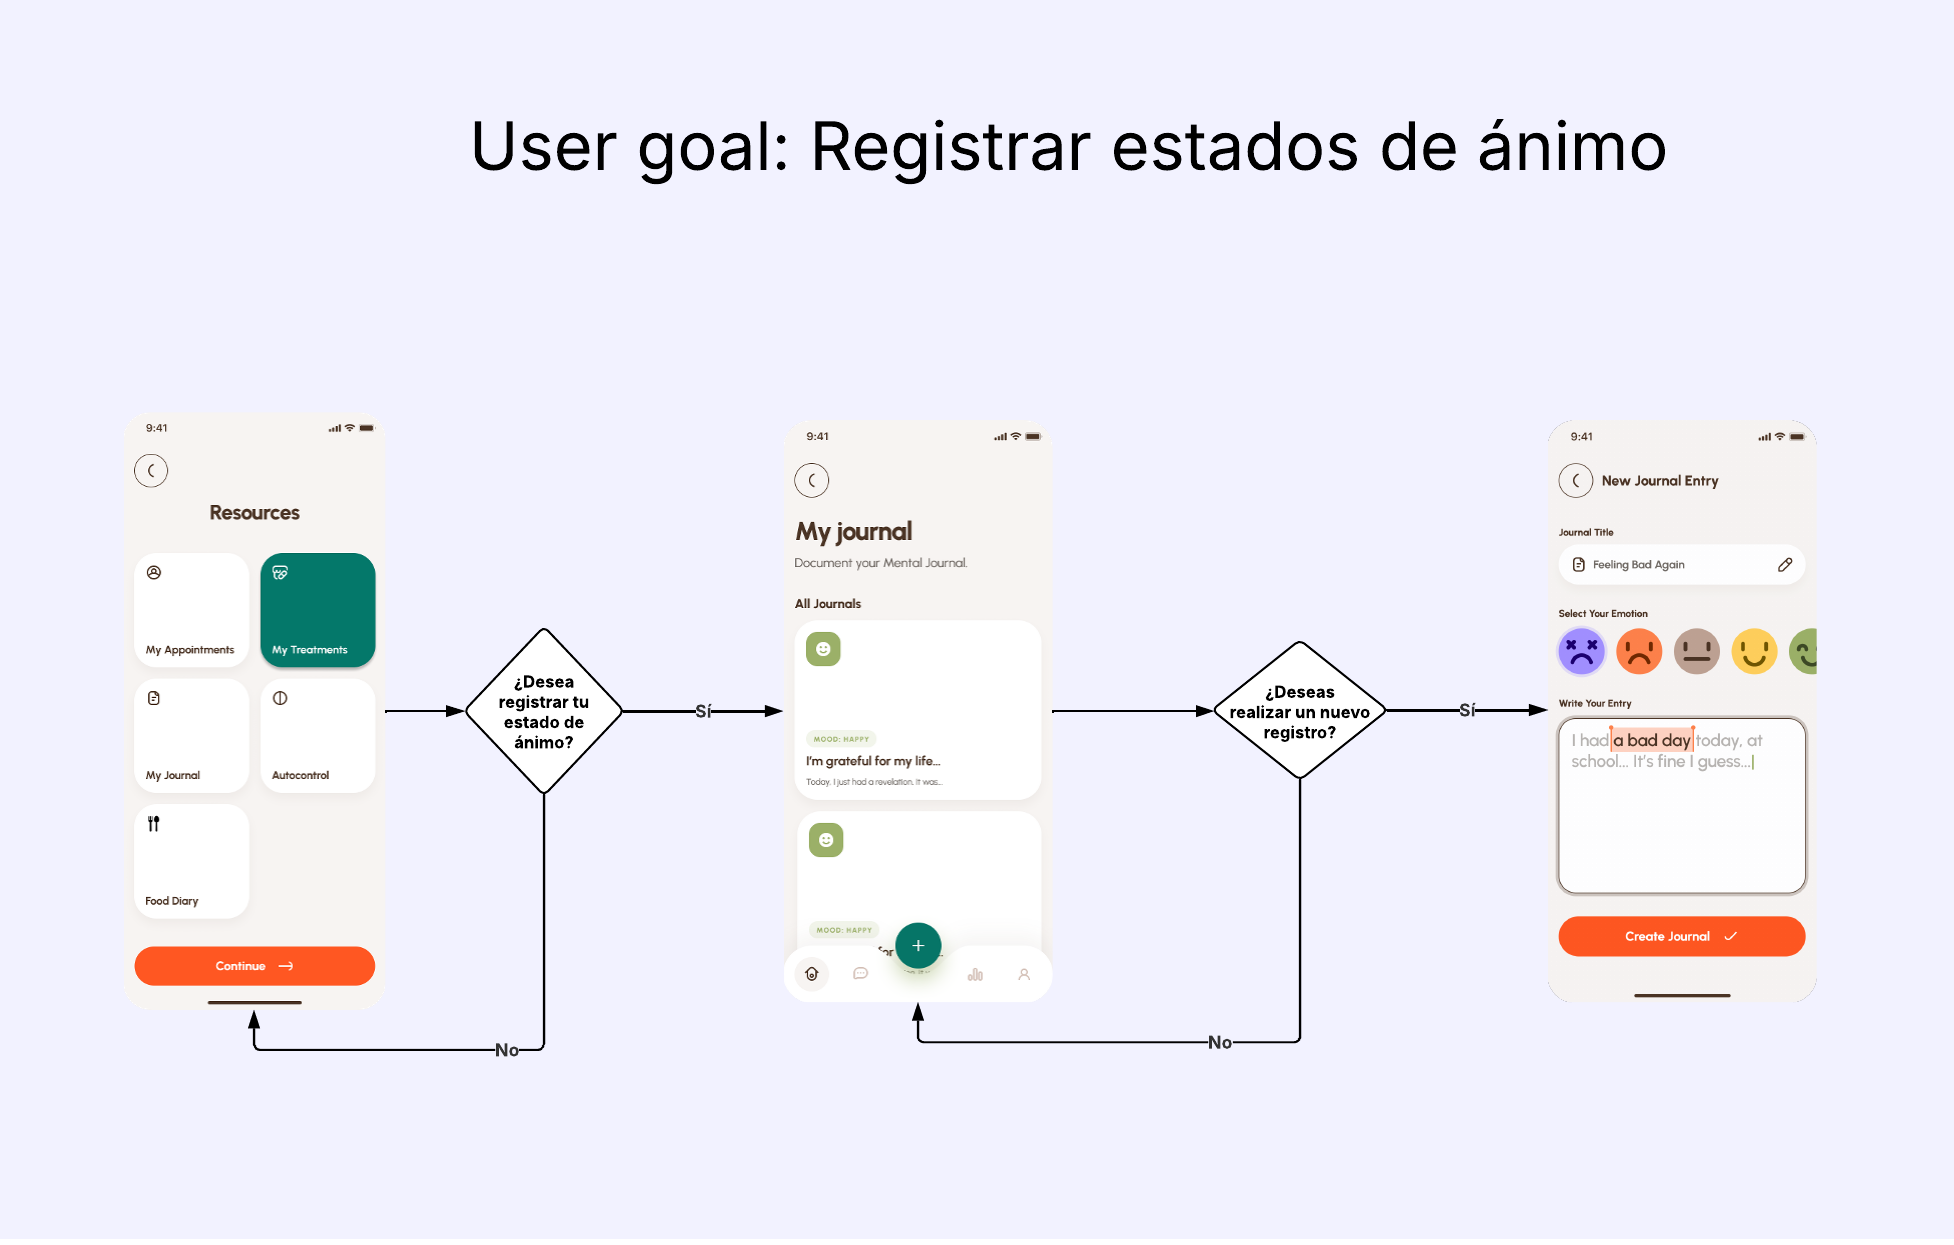 User goal: Registrar estados de ánimo
9:41
Resources
My Appointments
My Treatments
My Journal
Autocontrol
Food Diary
Continue
¿Desea
registrar tu
estado de
ánimo?
Sí
No
9:41
My journal
Document your Mental Journal.
All Journals
MOOD: HAPPY
I'm grateful for my life...
Today. I just had a revelation. It was...
MOOD: HAPPY
for
¿Deseas
realizar un nuevo
registro?
Sí
No
9:41
New Journal Entry
Journal Title
Feeling Bad Again
Select Your Emotion
Write Your Entry
I had a bad day today, at
school... It's fine I guess...
Create Journal